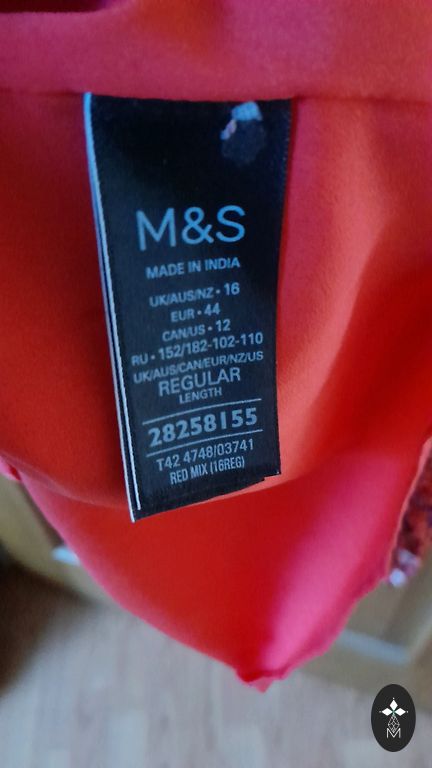 M&S
MADE IN INDIA
UK/AUS/NZ • 16
EUR • 44
CAN/US • 12
RU • 152/182-102-110
UK/AUS/CAN/EUR/NZ/US
REGULAR
LENGTH
28258155
T42 4748/03741
RED MIX (16REG)
M